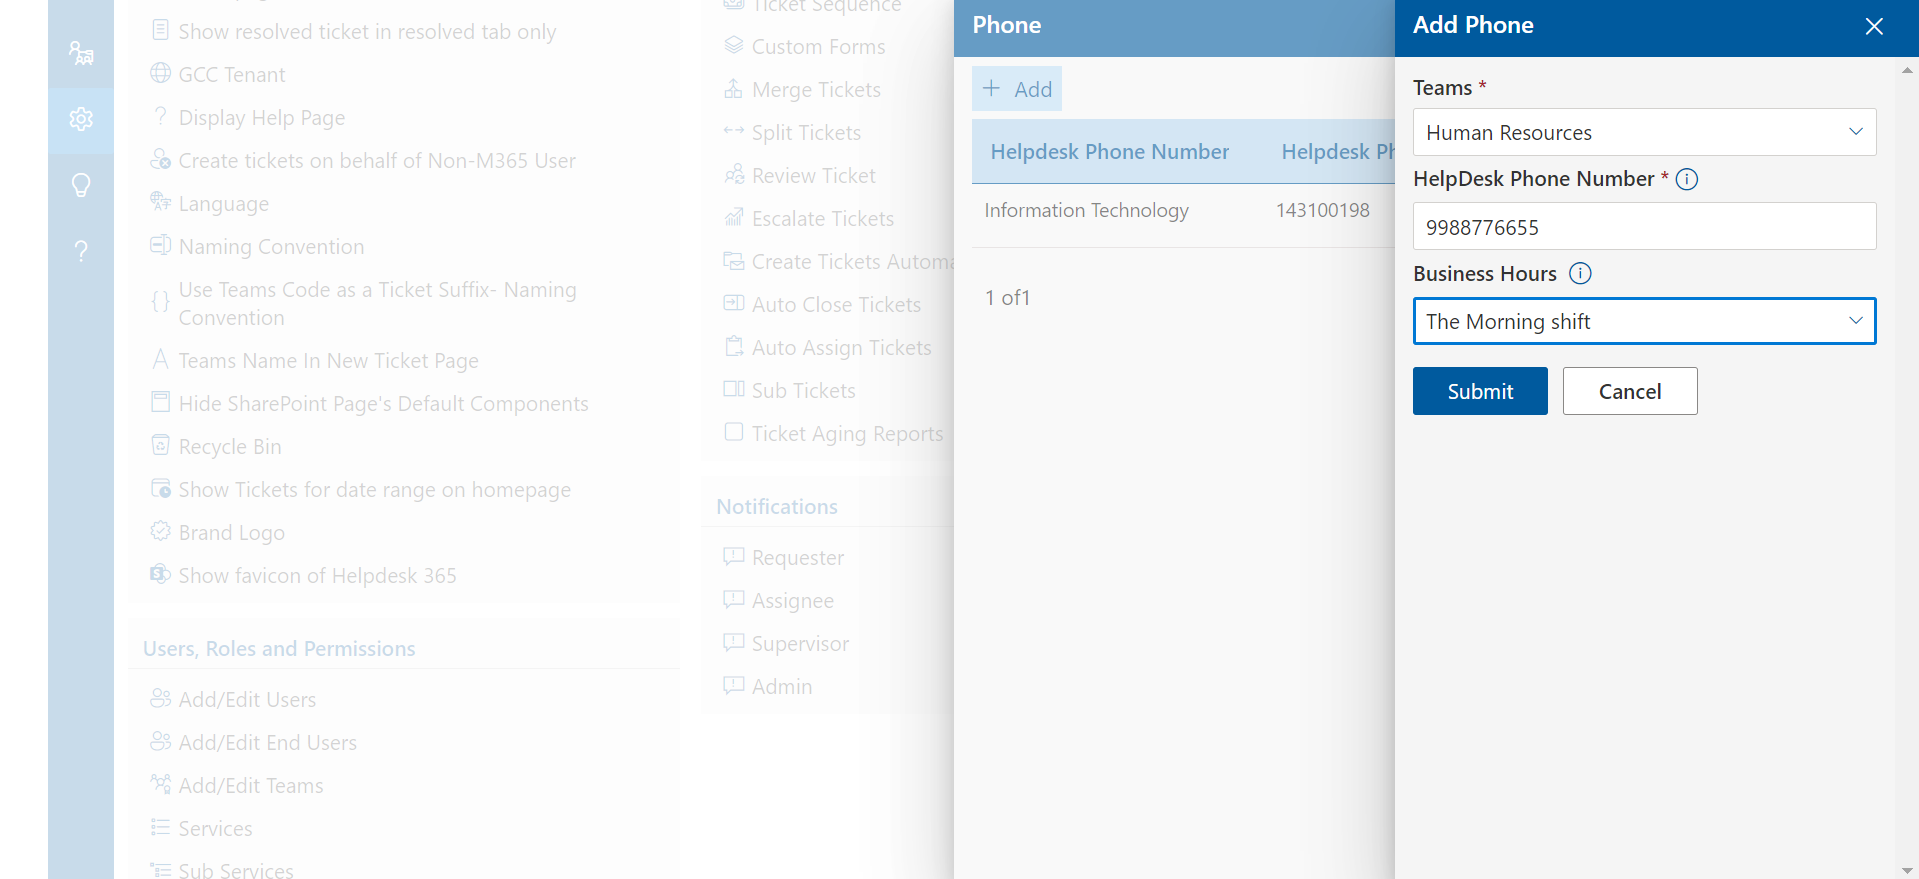 Show resolved ticket in resolved tab only
GCC Tenant
Display Help Page
Create tickets on behalf of Non-M365 User
Language
Naming Convention
Use Teams Code as a Ticket Suffix- Naming
Convention
Teams Name In New Ticket Page
Hide SharePoint Page's Default Components
Recycle Bin
Show Tickets for date range on homepage
Brand Logo
Show favicon of Helpdesk 365
Users, Roles and Permissions
Add/Edit Users
Add/Edit End Users
Add/Edit Teams
Services
Sub Services
Ticket Sequence
Custom Forms
Merge Tickets
Split Tickets
Review Ticket
Escalate Tickets
Create Tickets Automa
Auto Close Tickets
Auto Assign Tickets
Sub Tickets
Ticket Aging Reports
Notifications
Requester
Assignee
Supervisor
Admin
Phone
+ Add
Helpdesk Phone Number Helpdesk Ph
Information Technology 143100198
1 of1
Add Phone
Teams *
Human Resources
HelpDesk Phone Number *
9988776655
Business Hours
The Morning shift
Submit Cancel